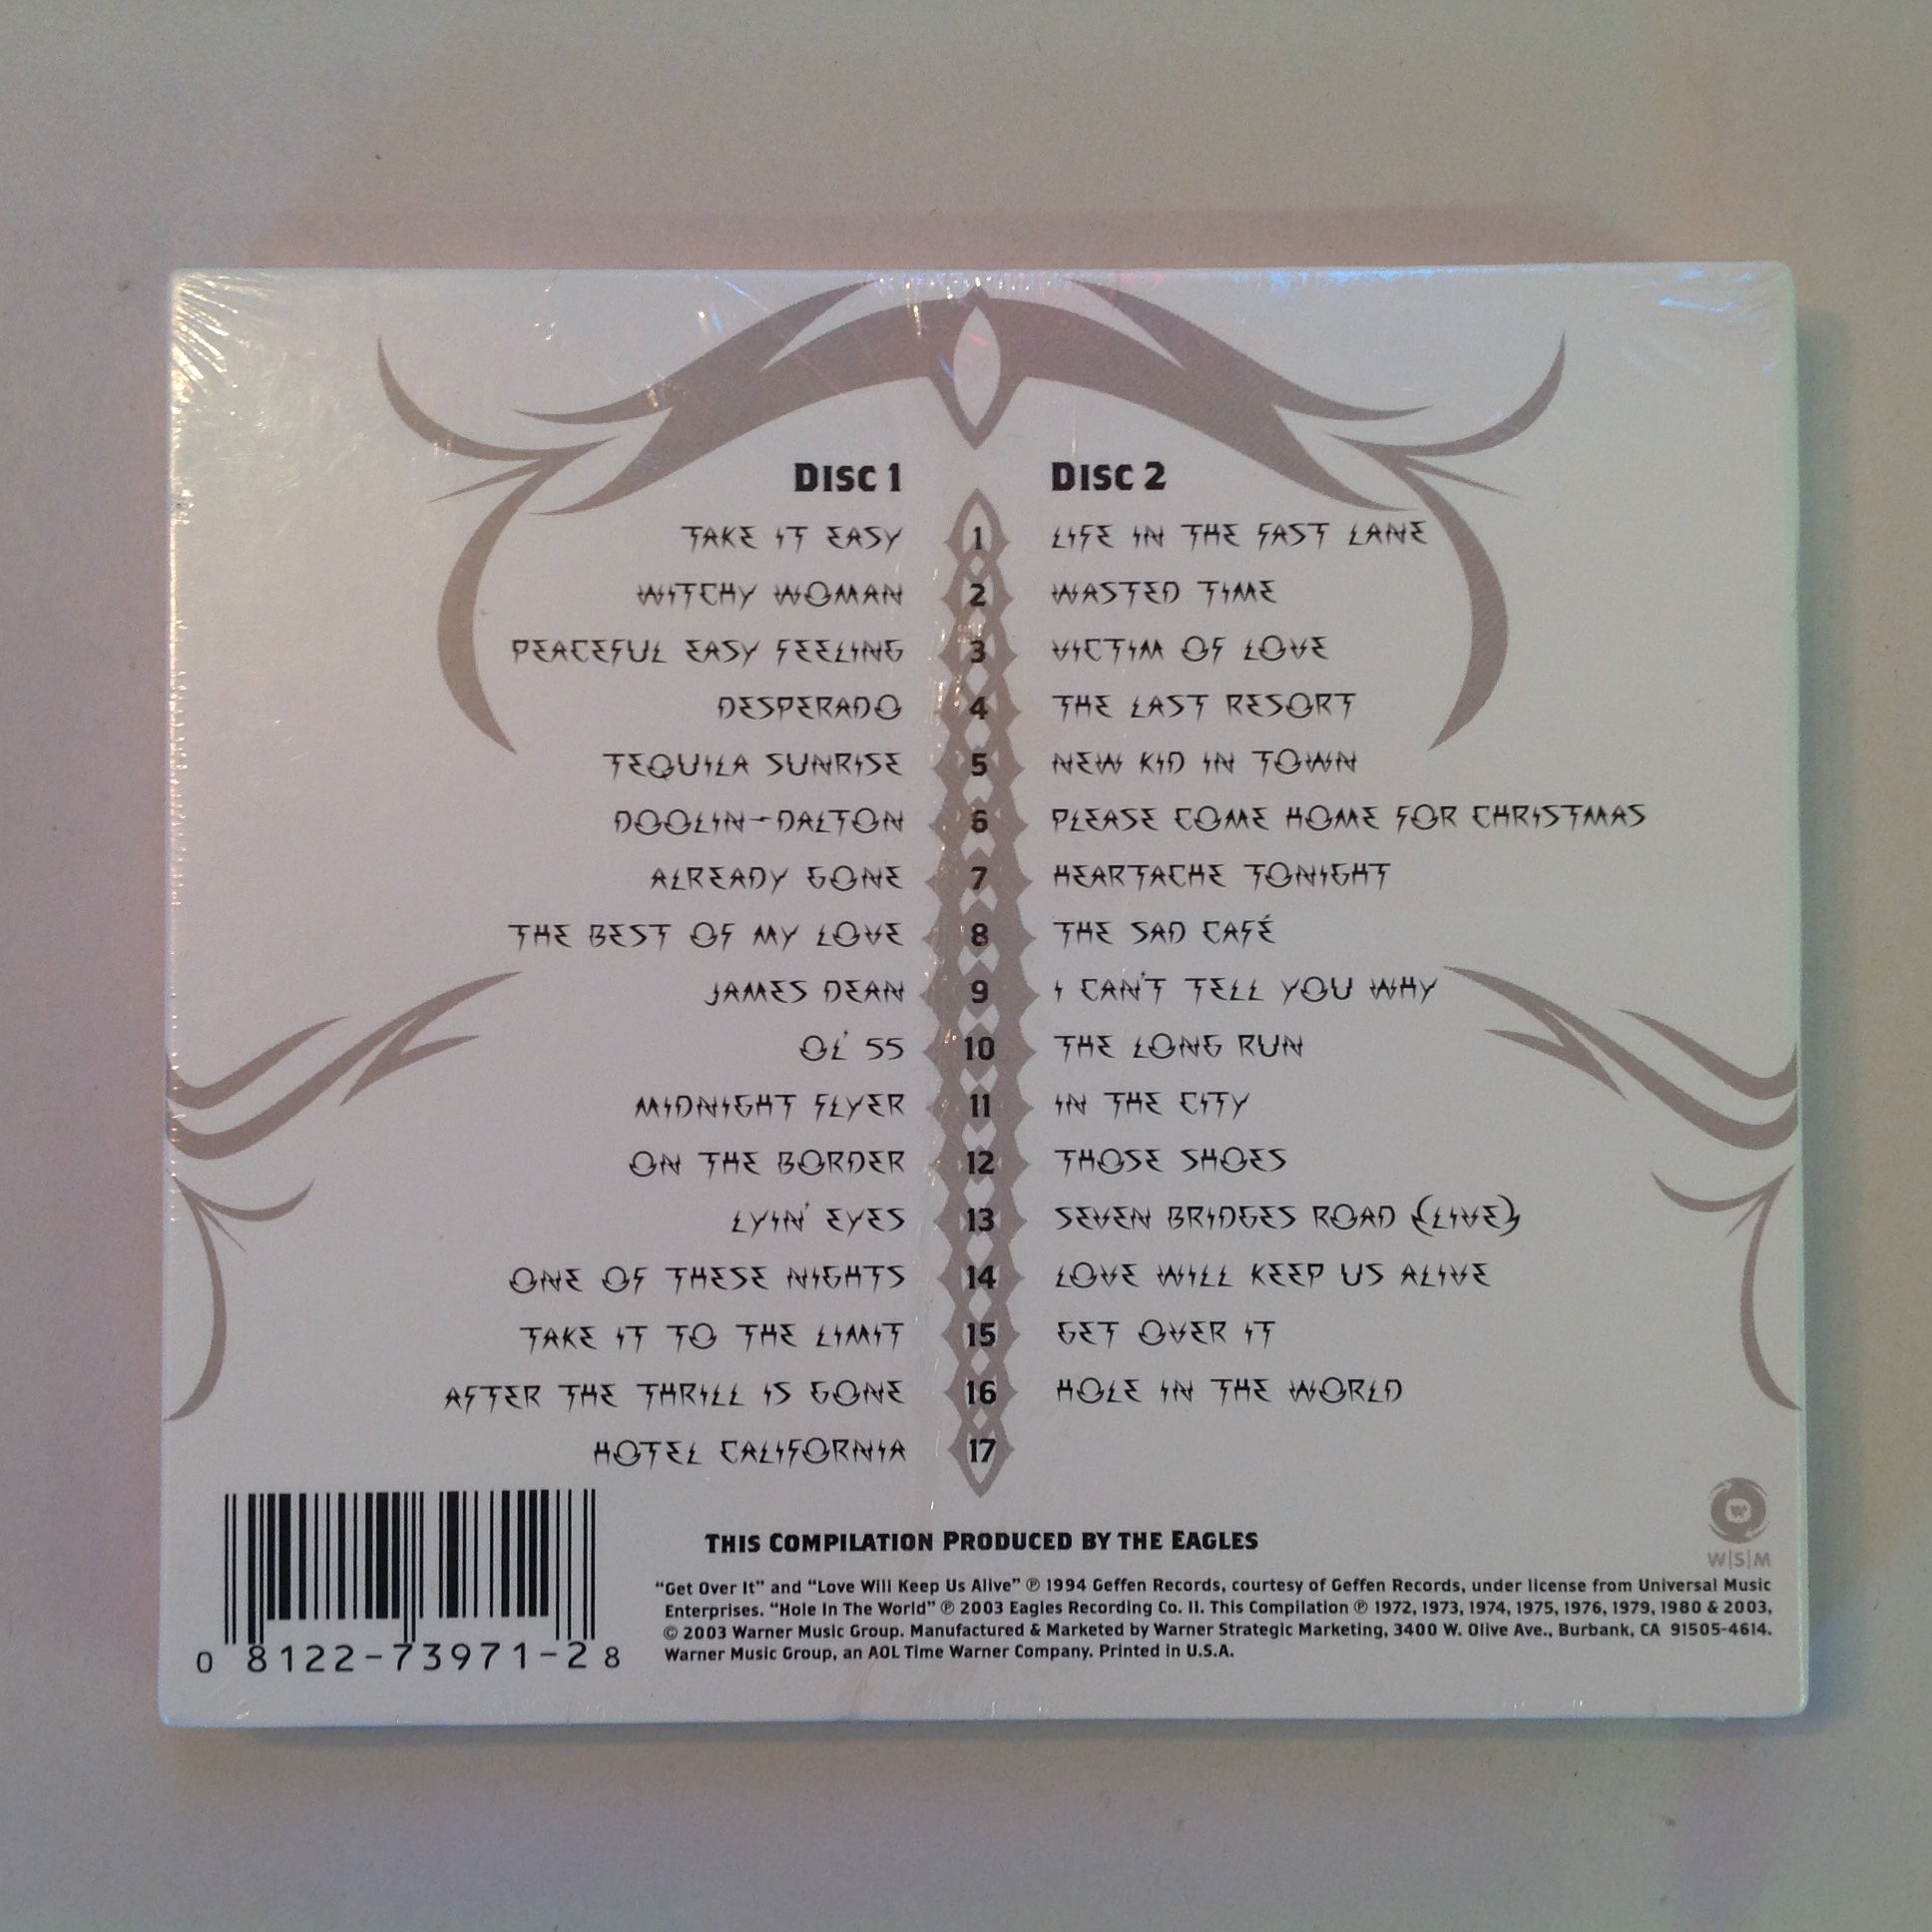 DISC 1
TAKE IT EASY
WITCHY WOMAN
PEACEFUL EASY FEELING
DESPERADO
TEQUILA SUNRISE
DOOLIN-DALTON
ALREADY GONE
THE BEST OF MY LOVE
JAMES DEAN
OL' 55
MIDNIGHT FLYER
ON THE BORDER
LYIN' EYES
ONE OF THESE NIGHTS
TAKE IT TO THE LIMIT
AFTER THE THRILL IS GONE
HOTEL CALIFORNIA
1
2
3
4
5
6
7
8
9
10
11
12
13
14
15
16
17
DISC 2
LIFE IN THE FAST LANE
WASTED TIME
VICTIM OF LOVE
THE LAST RESORT
NEW KID IN TOWN
PLEASE COME HOME FOR CHRISTMAS
HEARTACHE TONIGHT
THE SAD CAFÉ
I CAN'T TELL YOU WHY
THE LONG RUN
IN THE CITY
THOSE SHOES
SEVEN BRIDGES ROAD (LIVE)
LOVE WILL KEEP US ALIVE
GET OVER IT
HOLE IN THE WORLD
0 8122-73971-2 8
THIS COMPILATION PRODUCED BY THE EAGLES
"Get Over It" and "Love Will Keep Us Alive" ℗ 1994 Geffen Records, courtesy of Geffen Records, under license from Universal Music
Enterprises. "Hole In The World" ℗ 2003 Eagles Recording Co. II. This Compilation ℗ 1972, 1973, 1974, 1975, 1976, 1979, 1980 & 2003,
© 2003 Warner Music Group. Manufactured & Marketed by Warner Strategic Marketing, 3400 W. Olive Ave., Burbank, CA 91505-4614.
Warner Music Group, an AOL Time Warner Company. Printed in U.S.A.
W|S|M